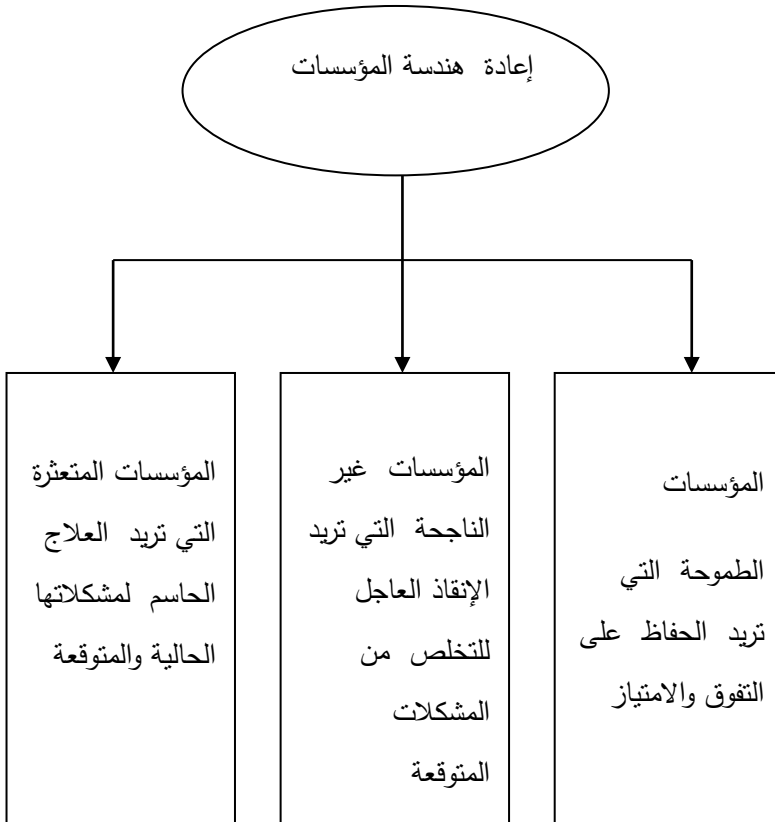 إعادة هندسة المؤسسات
المؤسسات
الطموحة التي
تريد الحفاظ على
التفوق والامتياز
المؤسسات غير
الناجحة التي تريد
الإنقاذ العاجل
للتخلص من
المشكلات
المتوقعة
المؤسسات المتعثرة
التي تريد العلاج
الحاسم لمشكلاتها
الحالية والمتوقعة